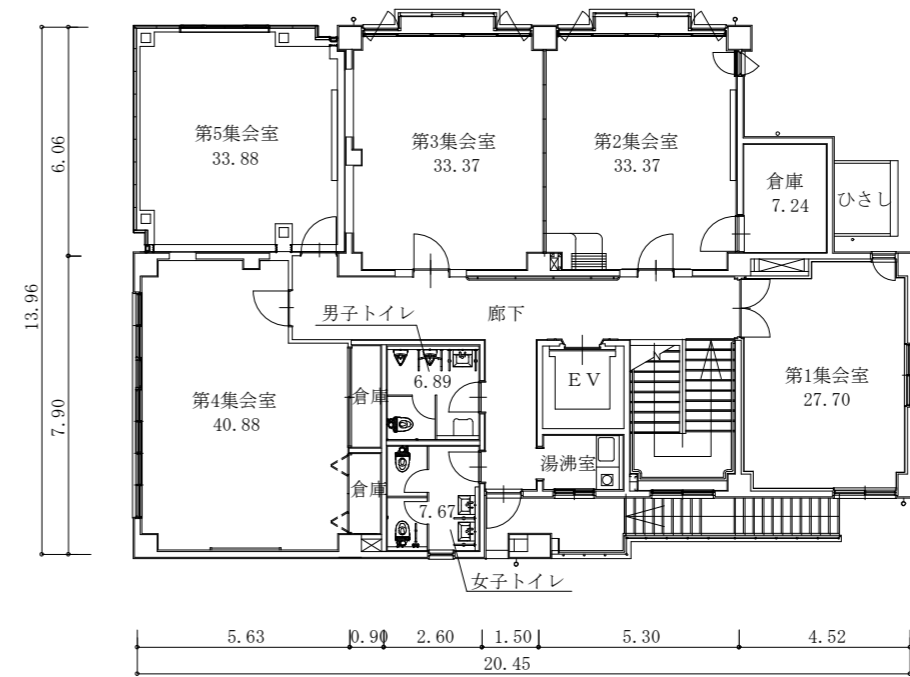 第5集会室
33.88
第3集会室
33.37
第2集会室
33.37
倉庫
7.24
ひさし
6.06
13.96
7.90
男子トイレ
廊下
6.89
EV
第4集会室
40.88
倉庫
第1集会室
27.70
湯沸室
倉庫
7.67
女子トイレ
5.63
0.90
2.60
1.50
5.30
4.52
20.45